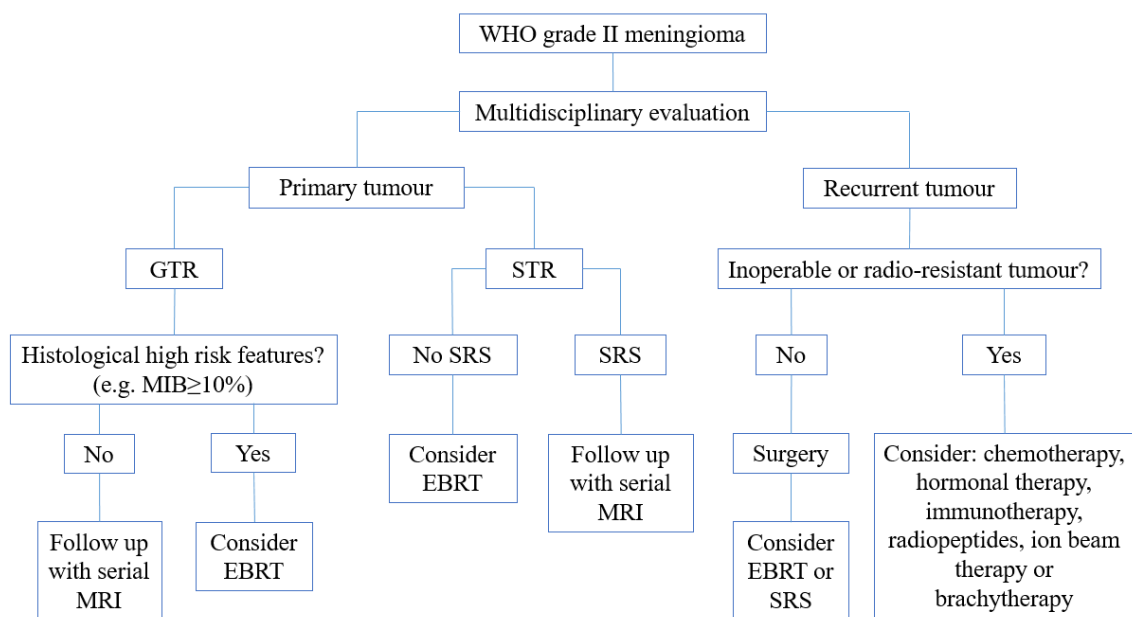 WHO grade II meningioma
Multidisciplinary evaluation
Primary tumour
Recurrent tumour
GTR
STR
Inoperable or radio-resistant tumour?
Histological high risk features?
(e.g. MIB≥10%)
No SRS
SRS
No
Yes
No
Yes
Consider
EBRT
Follow up
with serial
MRI
Surgery
Consider: chemotherapy,
hormonal therapy,
immunotherapy,
radiopeptides, ion beam
therapy or
brachytherapy
Follow up
with serial
MRI
Consider
EBRT
Consider
EBRT or
SRS